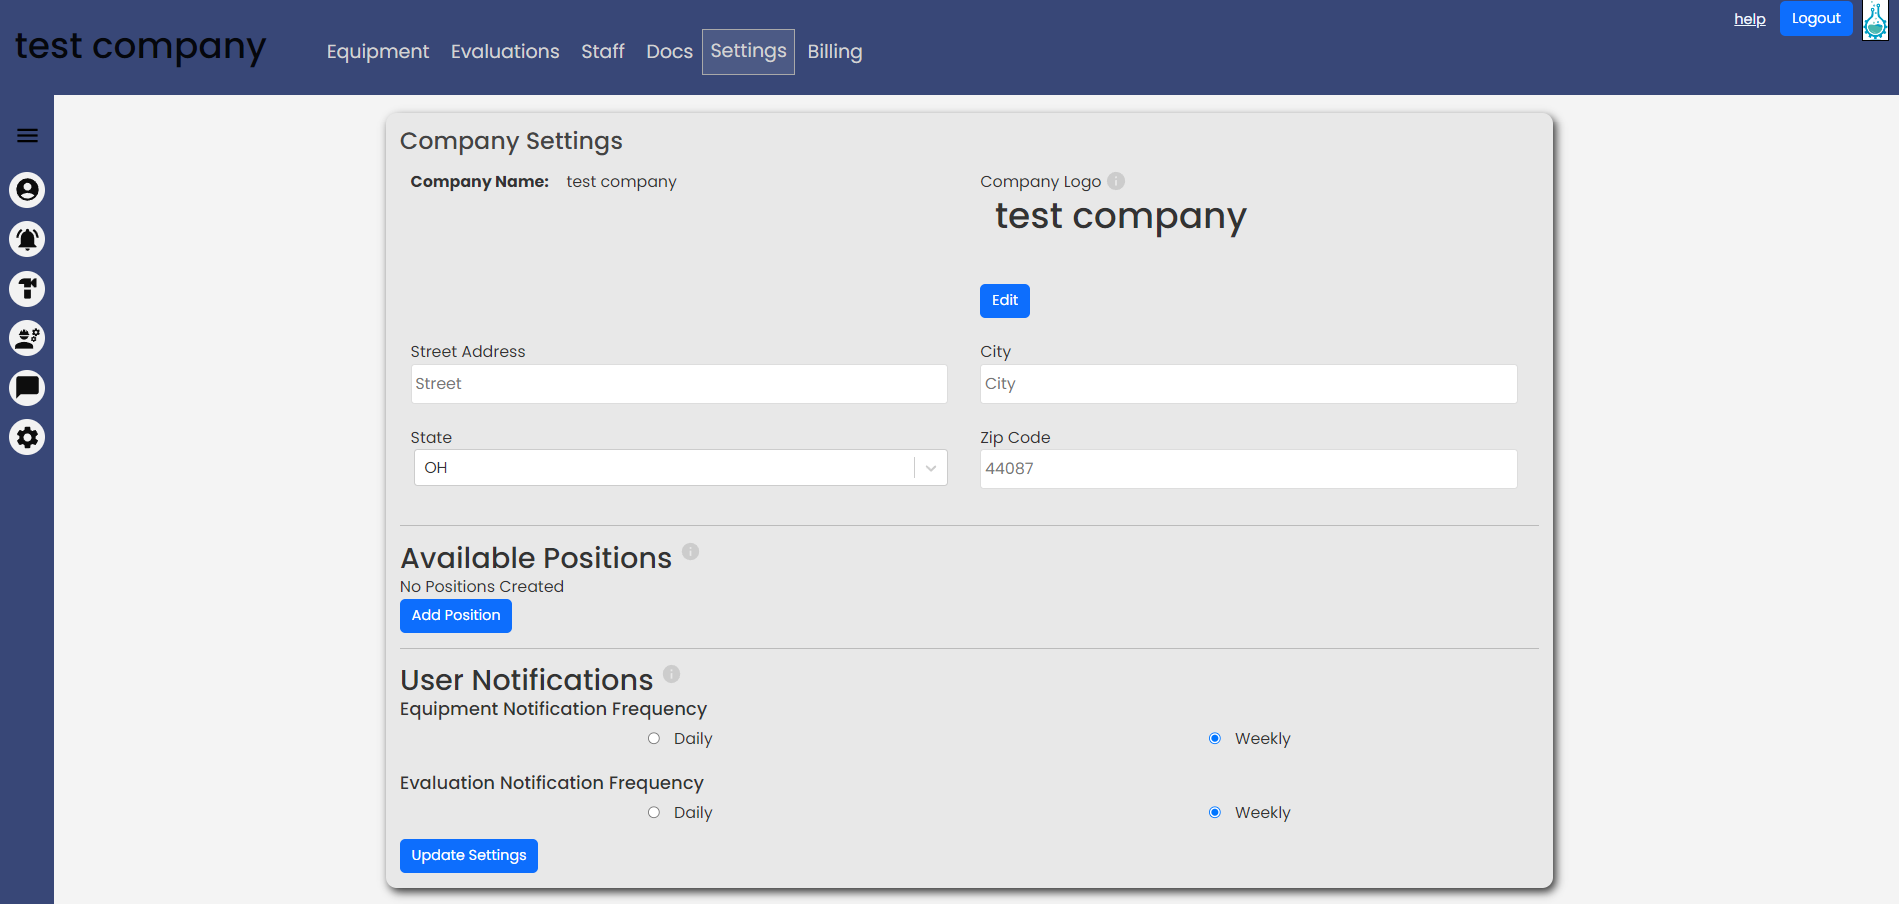 test company
Equipment Evaluations Staff Docs Settings Billing
help Logout
Company Settings
Company Name: test company
Company Logo
test company
Edit
Street Address
Street
City
City
State
OH
Zip Code
44087
Available Positions
No Positions Created
Add Position
User Notifications
Equipment Notification Frequency
Daily Weekly
Evaluation Notification Frequency
Daily Weekly
Update Settings